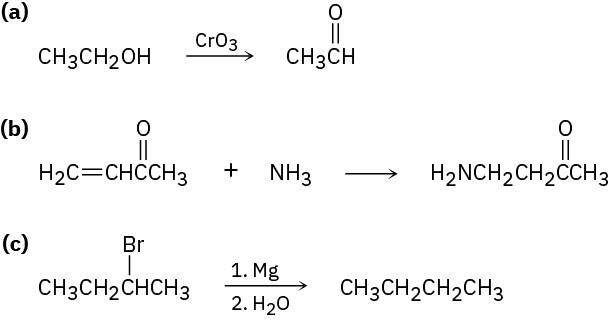 (a)
O
CH₃CH₂OH CrO₃ CH₃CH
(b)
O O
H₂C=CHCCH₃ + NH₃ H₂NCH₂CH₂CCH₃
(c)
Br
CH₃CH₂CHCH₃ 1. Mg CH₃CH₂CH₂CH₃
2. H₂O